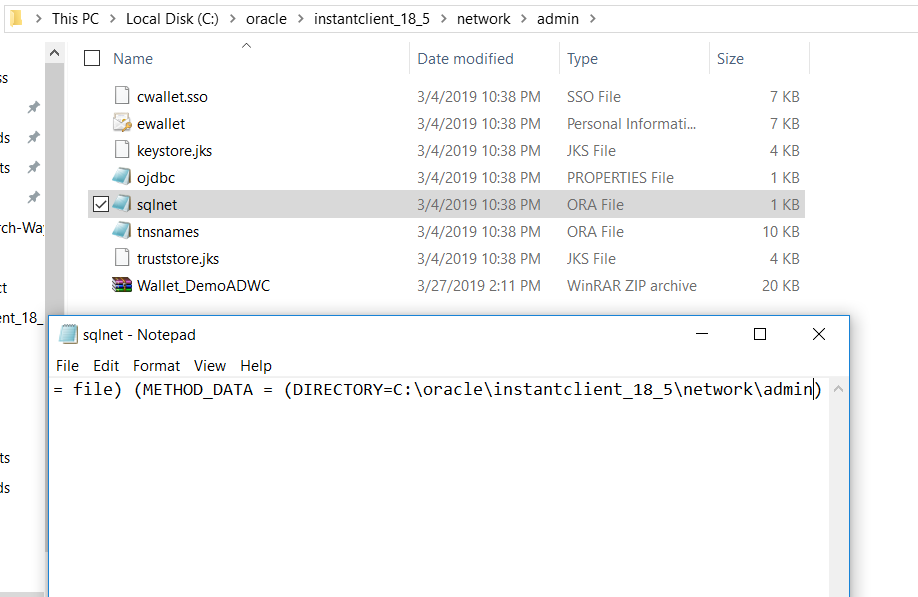 This PC > Local Disk (C:) > oracle > instantclient_18_5 > network > admin >
Name Date modified Type Size
ss
cwallet.sso 3/4/2019 10:38 PM SSO File 7 KB
ewallet 3/4/2019 10:38 PM Personal Informati... 7 KB
ds
keystore.jks 3/4/2019 10:38 PM JKS File 4 KB
ts
ojdbc 3/4/2019 10:38 PM PROPERTIES File 1 KB
sqlnet 3/4/2019 10:38 PM ORA File 1 KB
rch-Way
tnsnames 3/4/2019 10:38 PM ORA File 10 KB
truststore.jks 3/4/2019 10:38 PM JKS File 4 KB
ct
Wallet_DemoADWC 3/27/2019 2:11 PM WinRAR ZIP archive 20 KB
ent_18_
sqlnet - Notepad
File Edit Format View Help
= file) (METHOD_DATA = (DIRECTORY=C:\oracle\instantclient_18_5\network\admin)
ts
ds